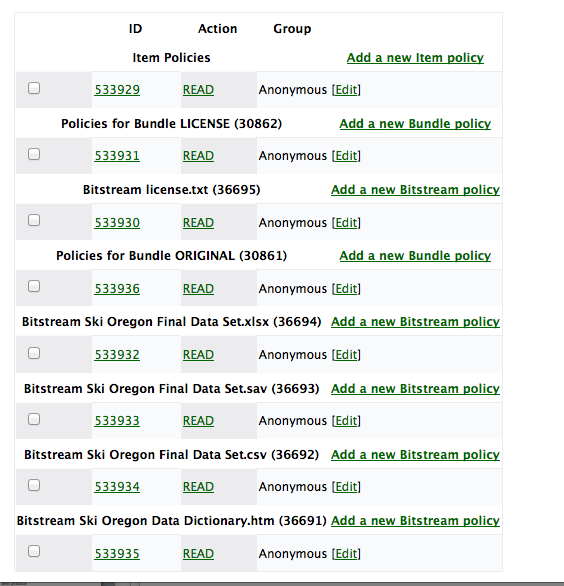 ID Action Group
Item Policies Add a new Item policy
533929 READ Anonymous [Edit]
Policies for Bundle LICENSE (30862) Add a new Bundle policy
533931 READ Anonymous [Edit]
Bitstream license.txt (36695) Add a new Bitstream policy
533930 READ Anonymous [Edit]
Policies for Bundle ORIGINAL (30861) Add a new Bundle policy
533936 READ Anonymous [Edit]
Bitstream Ski Oregon Final Data Set.xlsx (36694) Add a new Bitstream policy
533932 READ Anonymous [Edit]
Bitstream Ski Oregon Final Data Set.sav (36693) Add a new Bitstream policy
533933 READ Anonymous [Edit]
Bitstream Ski Oregon Final Data Set.csv (36692) Add a new Bitstream policy
533934 READ Anonymous [Edit]
Bitstream Ski Oregon Data Dictionary.htm (36691) Add a new Bitstream policy
533935 READ Anonymous [Edit]